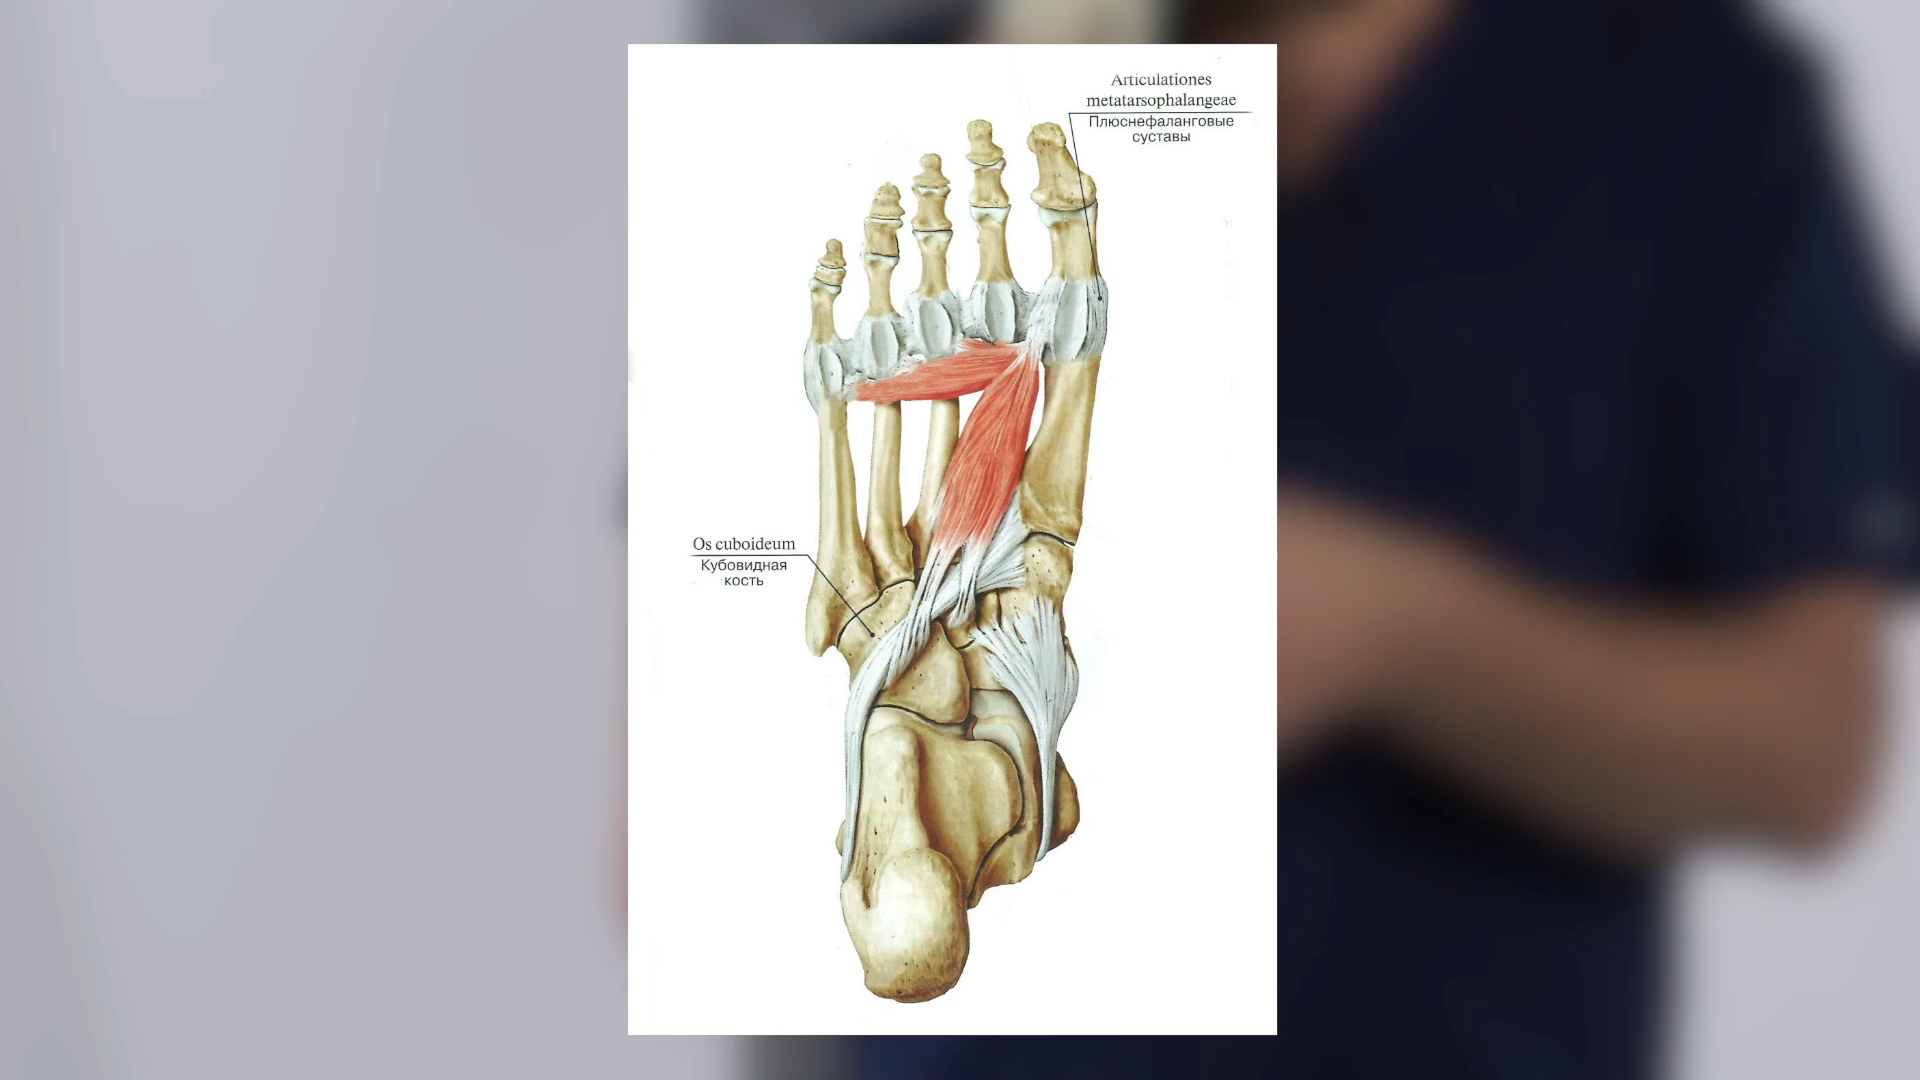 Articulationes
metatarsophalangeae
Плюснефаланговые
суставы
Os cuboideum
Кубовидная
кость